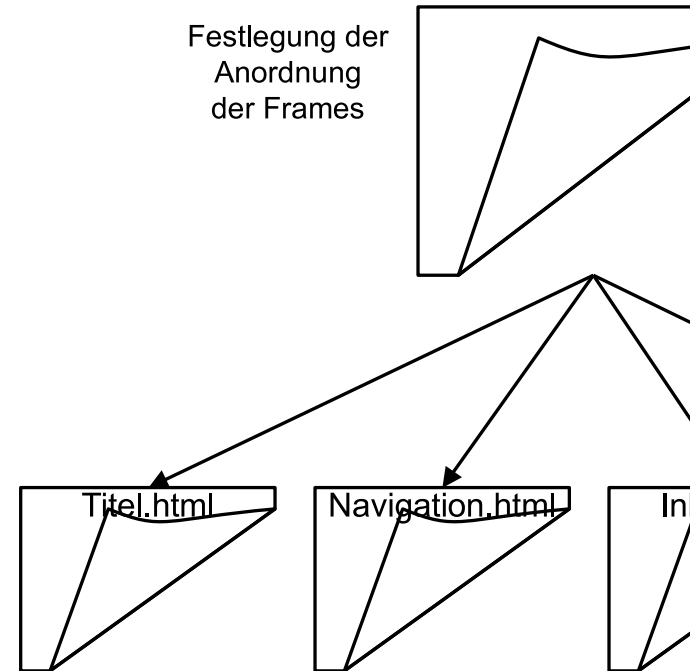 Festlegung der
Anordnung
der Frames
Titel.html
Navigation.html